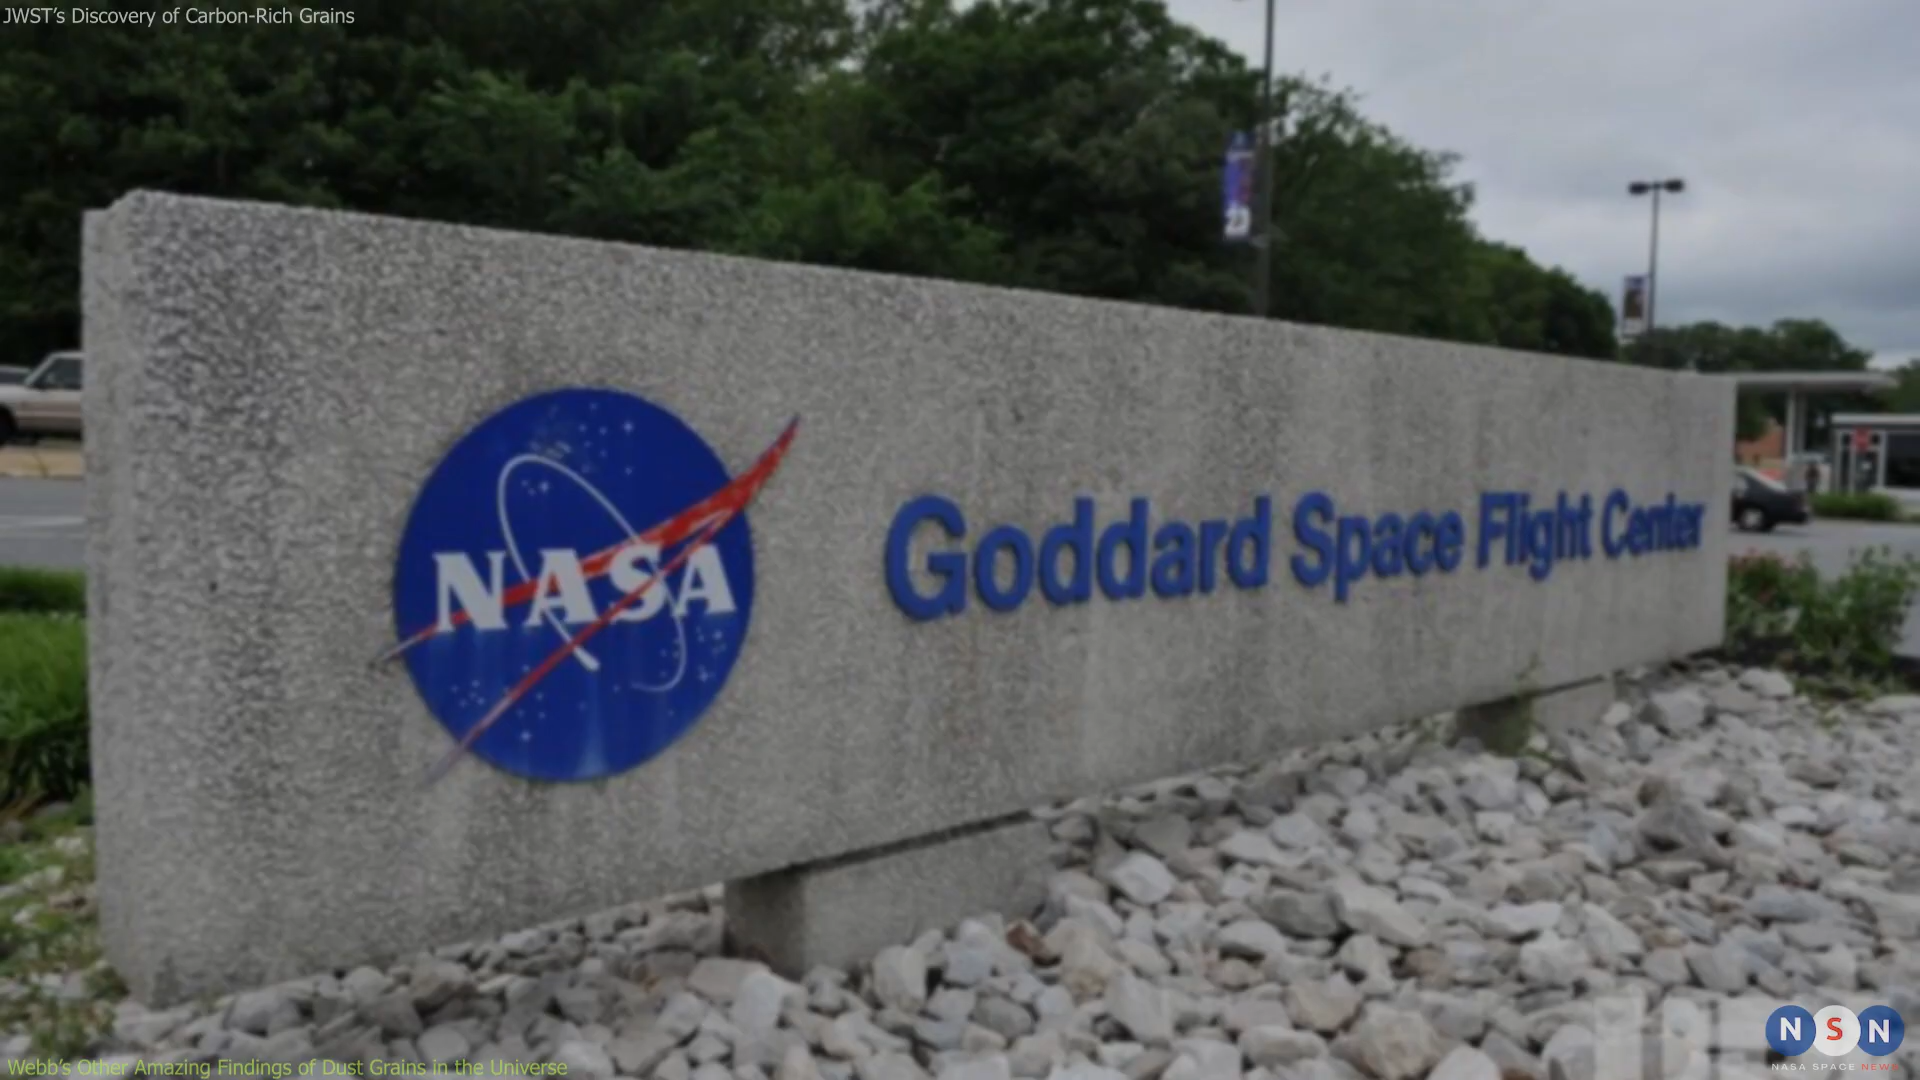 JWST's Discovery of Carbon-Rich Grains
NASA
Goddard Space Flight Center
NSN
NASA SPACE NEWS
Webb's Other Amazing Findings of Dust Grains in the Universe